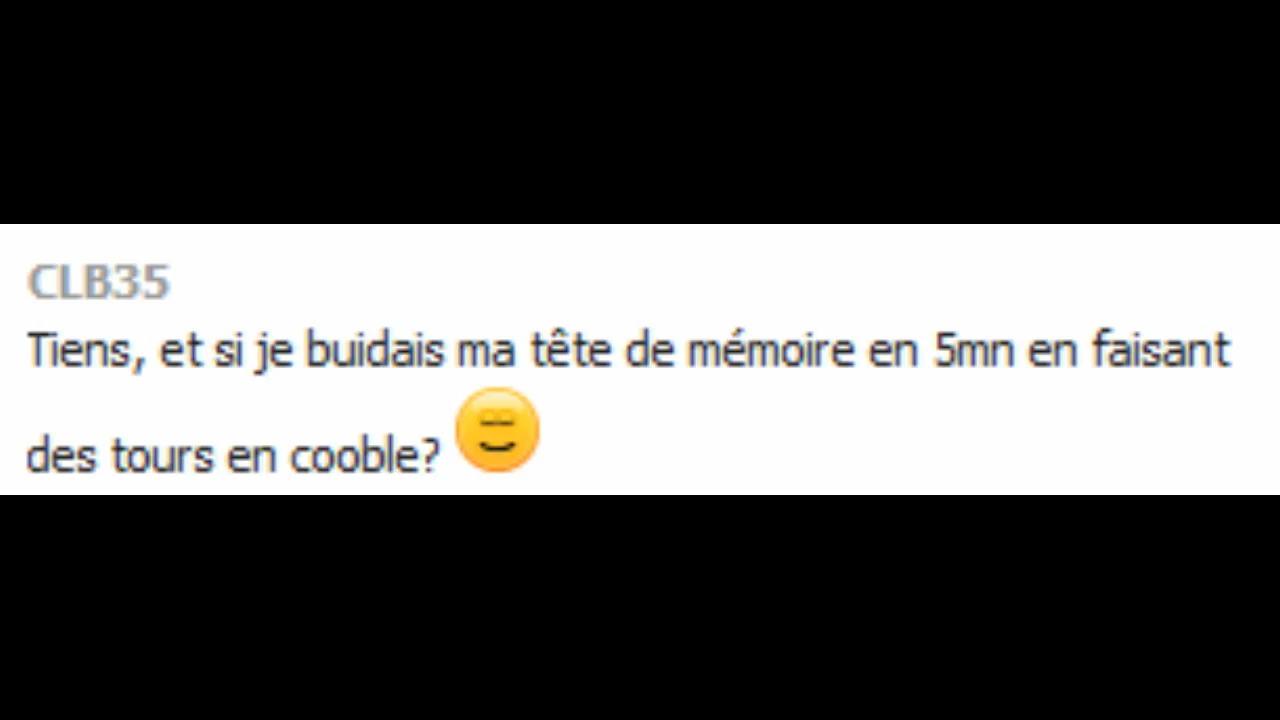 CLB35
Tiens, et si je buidais ma tête de mémoire en 5mn en faisant
des tours en cooble?